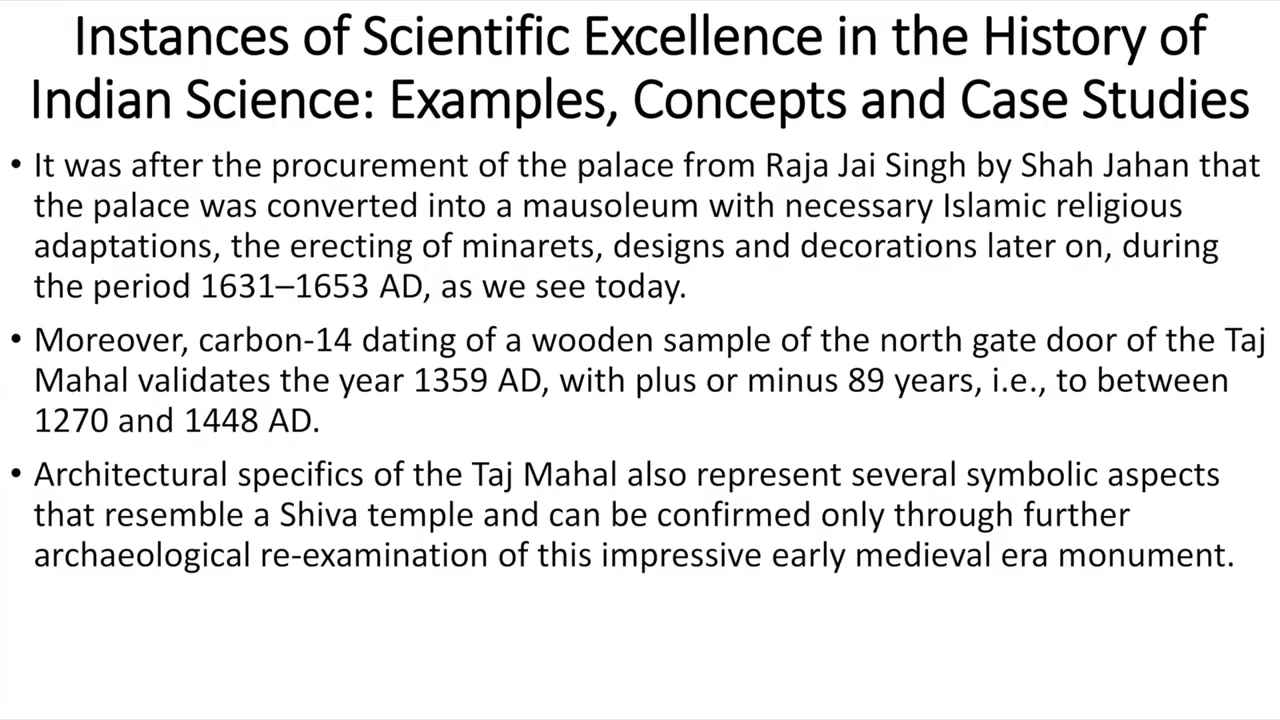 Instances of Scientific Excellence in the History of
Indian Science: Examples, Concepts and Case Studies
• It was after the procurement of the palace from Raja Jai Singh by Shah Jahan that
the palace was converted into a mausoleum with necessary Islamic religious
adaptations, the erecting of minarets, designs and decorations later on, during
the period 1631–1653 AD, as we see today.
• Moreover, carbon-14 dating of a wooden sample of the north gate door of the Taj
Mahal validates the year 1359 AD, with plus or minus 89 years, i.e., to between
1270 and 1448 AD.
• Architectural specifics of the Taj Mahal also represent several symbolic aspects
that resemble a Shiva temple and can be confirmed only through further
archaeological re-examination of this impressive early medieval era monument.